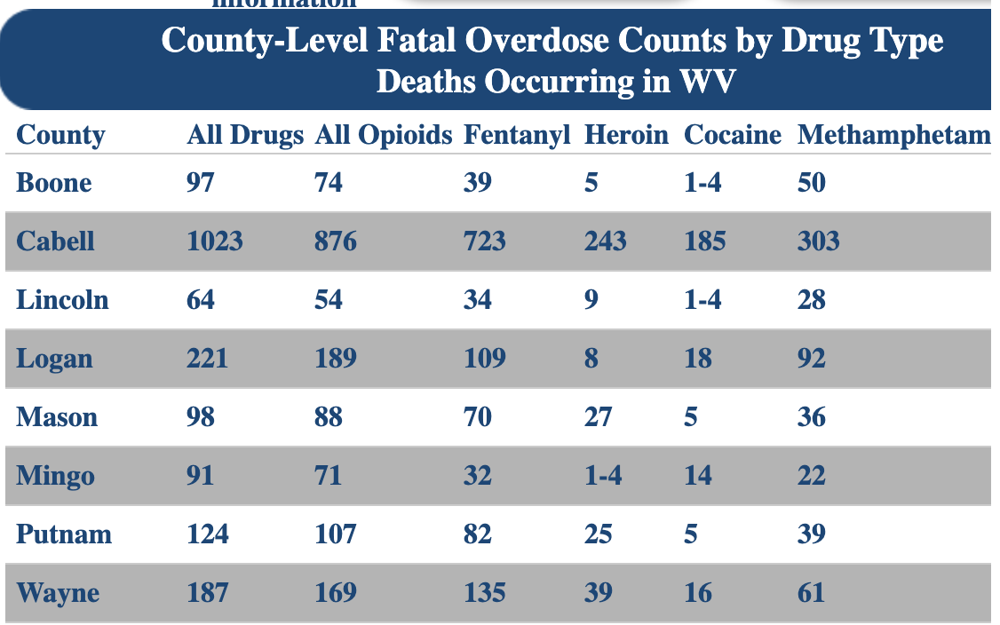 information
County-Level Fatal Overdose Counts by Drug Type
Deaths Occurring in WV
County All Drugs All Opioids Fentanyl Heroin Cocaine Methamphetam
Boone 97 74 39 5 1-4 50
Cabell 1023 876 723 243 185 303
Lincoln 64 54 34 9 1-4 28
Logan 221 189 109 8 18 92
Mason 98 88 70 27 5 36
Mingo 91 71 32 1-4 14 22
Putnam 124 107 82 25 5 39
Wayne 187 169 135 39 16 61